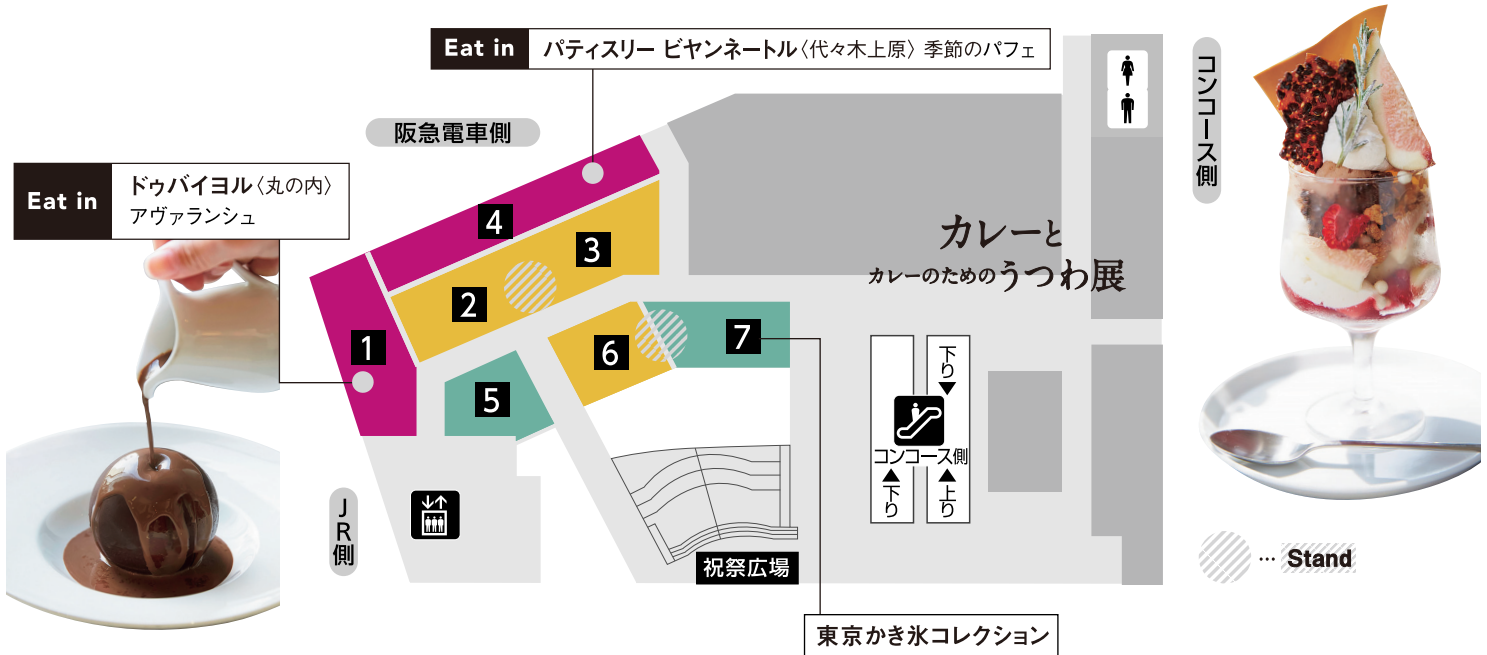 Eat in パティスリー ビヤンネートル〈代々木上原〉 季節のパフェ
阪急電車側
コンコース側
Eat in
ドゥバイヨル〈丸の内〉
アヴァランシュ
4
3
2
1
カレーと
カレーのためのうつわ展
7
6
5
下り
コンコース側
下り
上り
JR側
祝祭広場
… Stand
東京かき氷コレクション